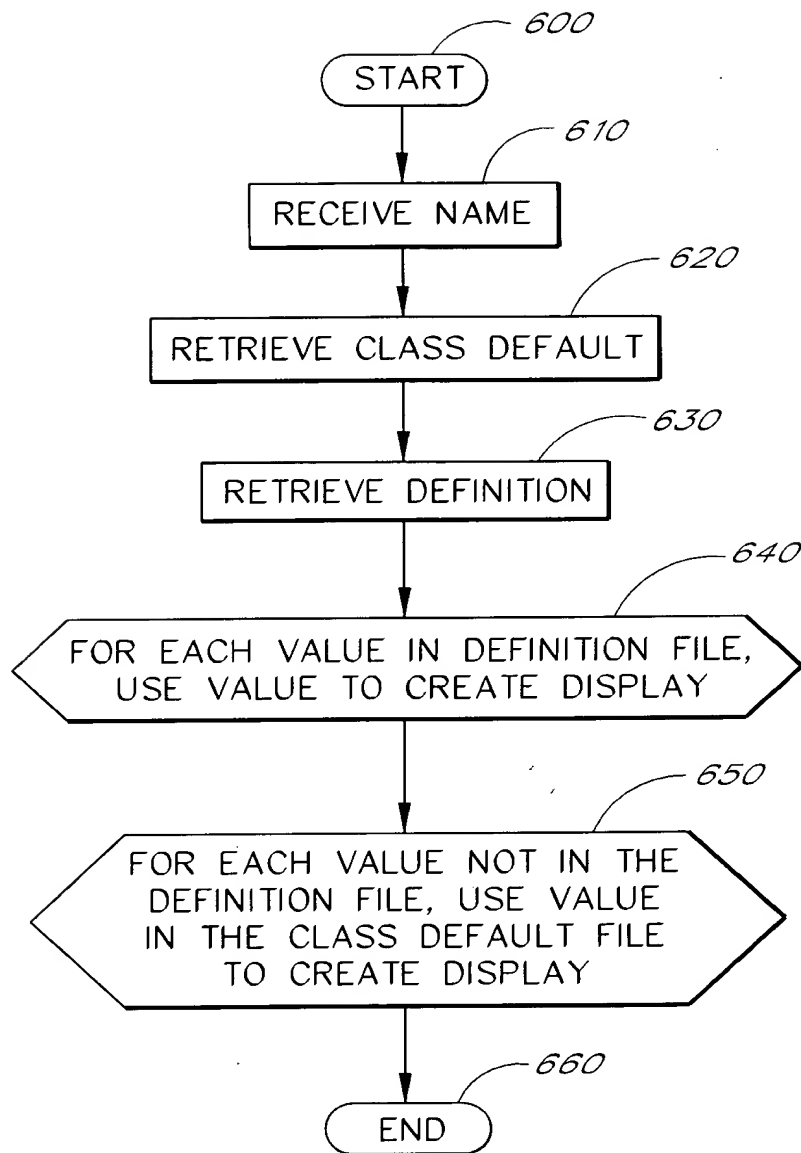 600
START
610
RECEIVE NAME
620
RETRIEVE CLASS DEFAULT
630
RETRIEVE DEFINITION
640
FOR EACH VALUE IN DEFINITION FILE,
USE VALUE TO CREATE DISPLAY
650
FOR EACH VALUE NOT IN THE
DEFINITION FILE, USE VALUE
IN THE CLASS DEFAULT FILE
TO CREATE DISPLAY
660
END